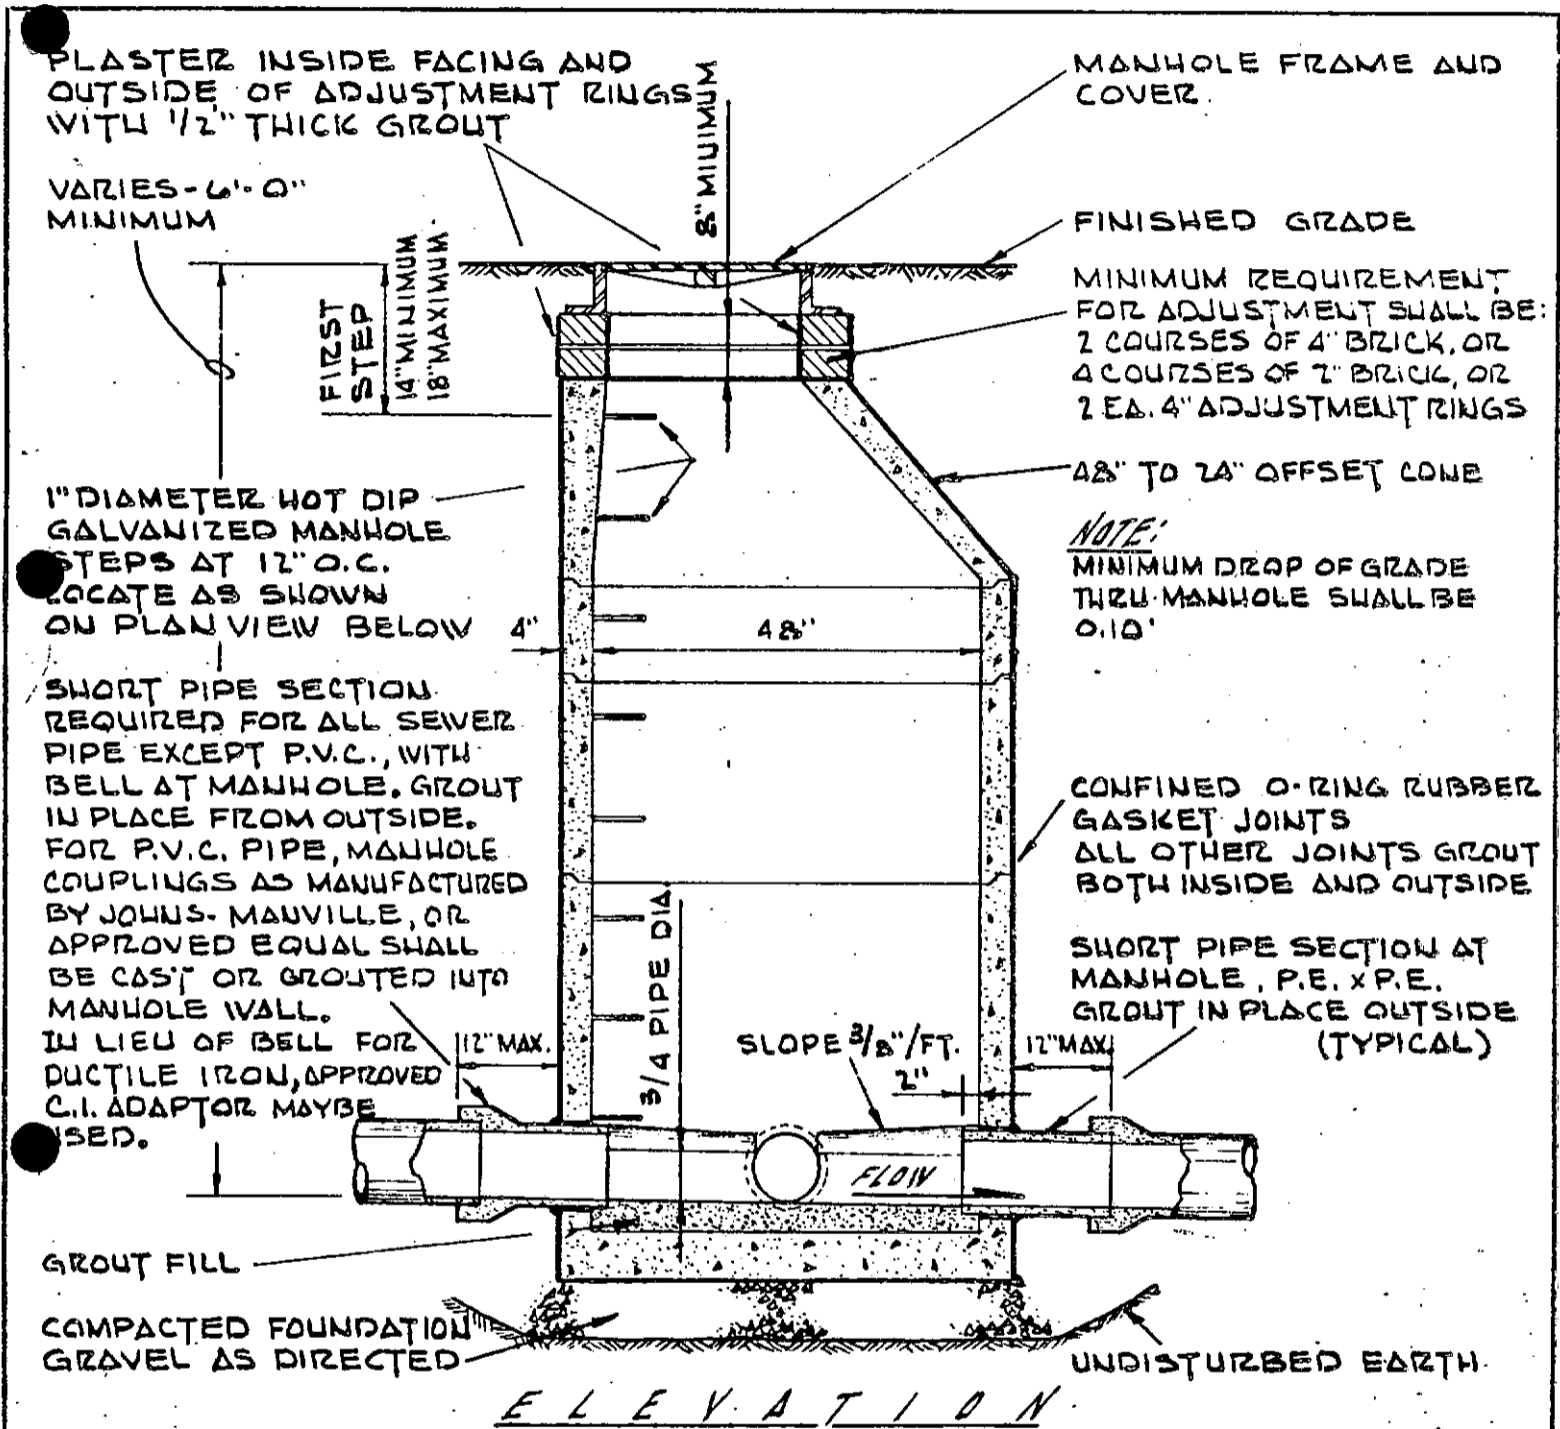 PLASTER INSIDE FACING AND
OUTSIDE OF ADJUSTMENT RINGS
WITH 1/2" THICK GROUT
VARIES-6'-0"
MINIMUM
FIRST
STEP
14" MINIMUM
18" MAXIMUM
8" MINIMUM
MANHOLE FRAME AND
COVER.
FINISHED GRADE
MINIMUM REQUIREMENT
FOR ADJUSTMENT SHALL BE:
2 COURSES OF 4" BRICK, OR
4 COURSES OF 2" BRICK, OR
2 EA. 4" ADJUSTMENT RINGS
48" TO 24" OFFSET CONE
NOTE:
MINIMUM DROP OF GRADE
THRU MANHOLE SHALL BE
0.10'
1" DIAMETER HOT DIP
GALVANIZED MANHOLE
STEPS AT 12" O.C.
LOCATE AS SHOWN
ON PLAN VIEW BELOW
4"
48"
SHORT PIPE SECTION
REQUIRED FOR ALL SEWER
PIPE EXCEPT P.V.C., WITH
BELL AT MANHOLE. GROUT
IN PLACE FROM OUTSIDE.
FOR P.V.C. PIPE, MANHOLE
COUPLINGS AS MANUFACTURED
BY JOHNS-MANVILLE, OR
APPROVED EQUAL SHALL
BE CAST OR GROUTED INTO
MANHOLE WALL.
IN LIEU OF BELL FOR
DUCTILE IRON, APPROVED
C.I. ADAPTOR MAYBE
USED.
12" MAX.
3/4 PIPE DIA.
SLOPE 3/8"/FT.
2"
12" MAX
FLOW
CONFINED O-RING RUBBER
GASKET JOINTS
ALL OTHER JOINTS GROUT
BOTH INSIDE AND OUTSIDE
SHORT PIPE SECTION AT
MANHOLE, P.E. x P.E.
GROUT IN PLACE OUTSIDE
(TYPICAL)
GROUT FILL
COMPACTED FOUNDATION
GRAVEL AS DIRECTED
UNDISTURBED EARTH
ELEVATION